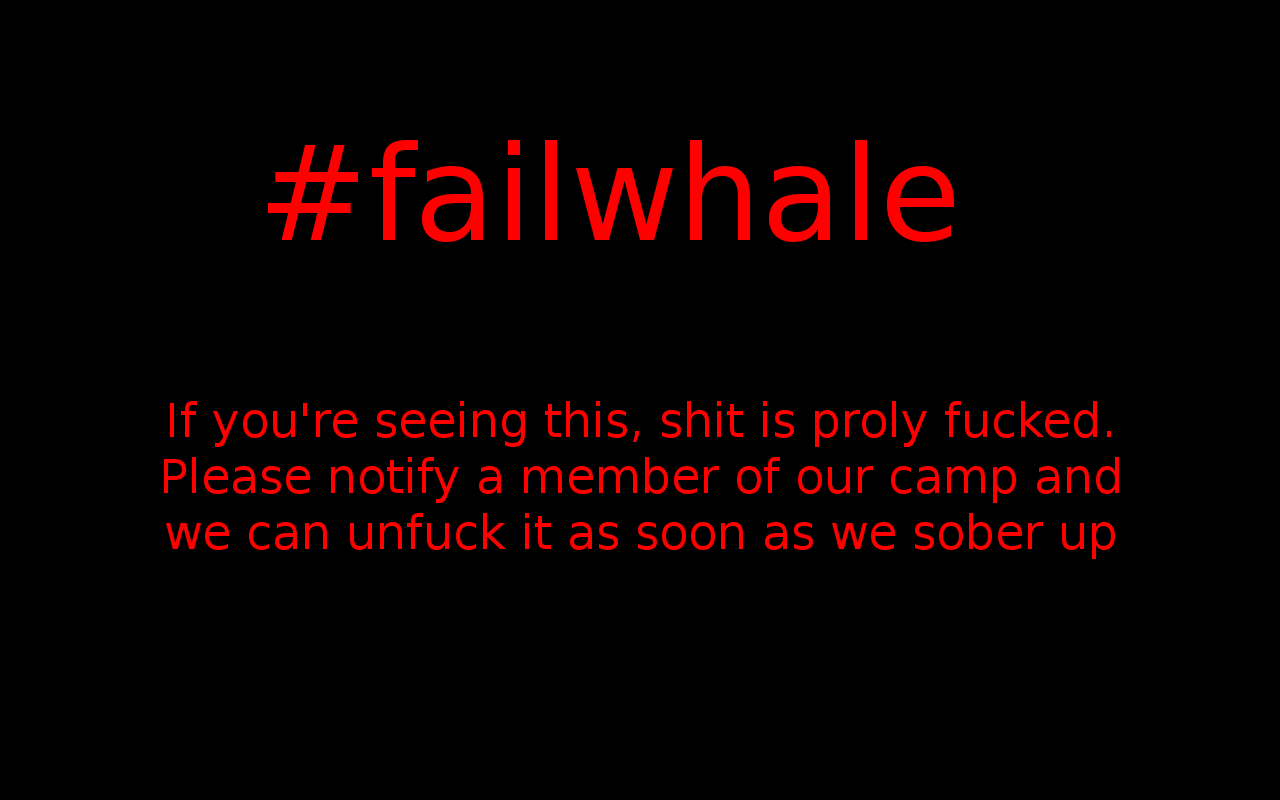 #failwhale
If you're seeing this, shit is proly fucked.
Please notify a member of our camp and
we can unfuck it as soon as we sober up